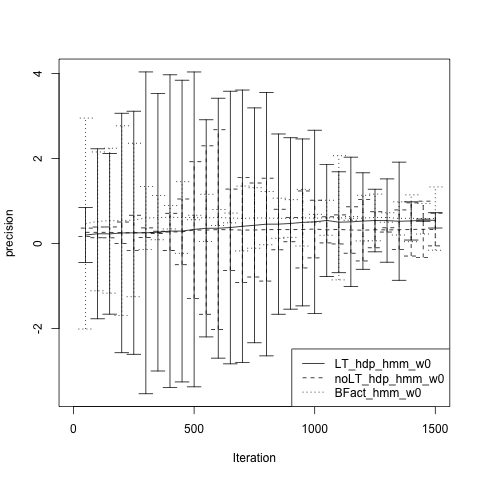 4
2
0
-2
precision
LT_hdp_hmm_w0
noLT_hdp_hmm_w0
BFact_hmm_w0
0
500
1000
1500
Iteration